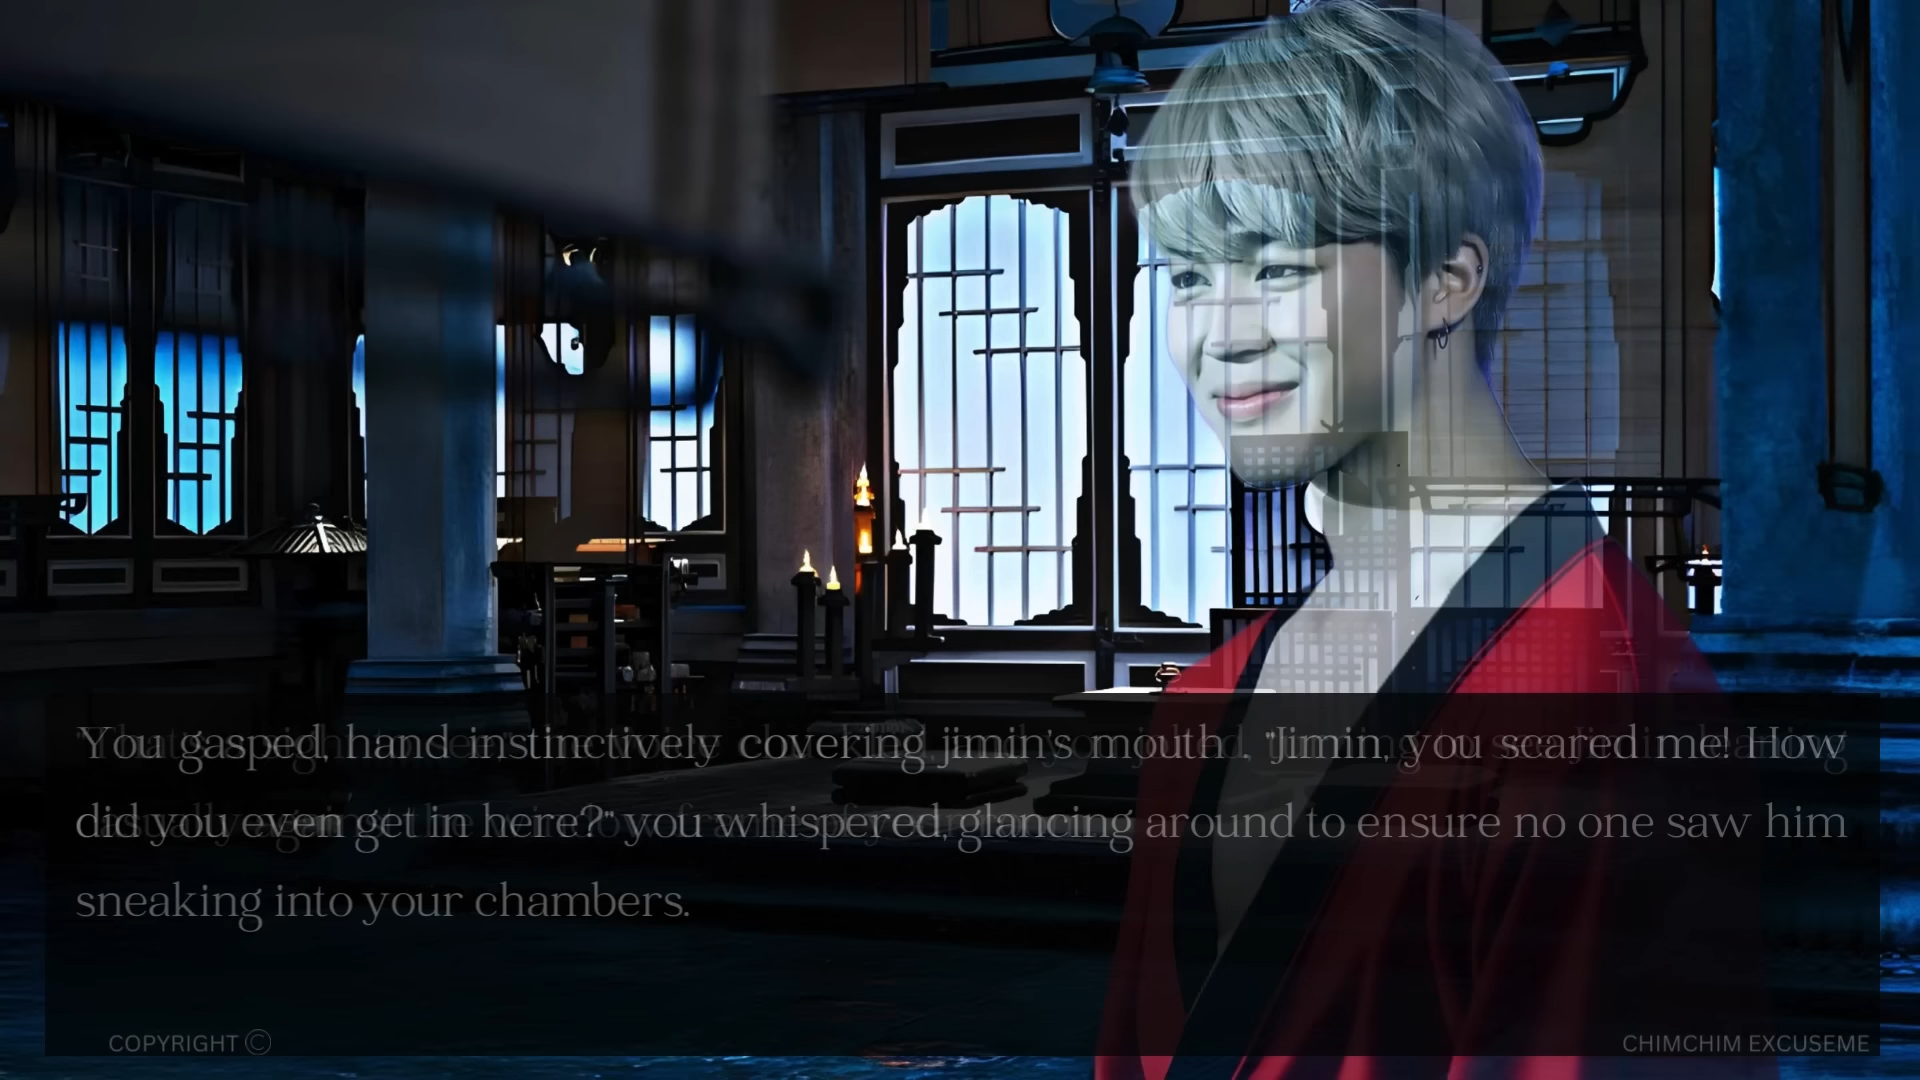 You gasped, hand instinctively covering jimin's mouth. "Jimin, you scared me! How
did you even get in here?" you whispered, glancing around to ensure no one saw him
sneaking into your chambers.
COPYRIGHT © CHIMCHIM EXCUSEME